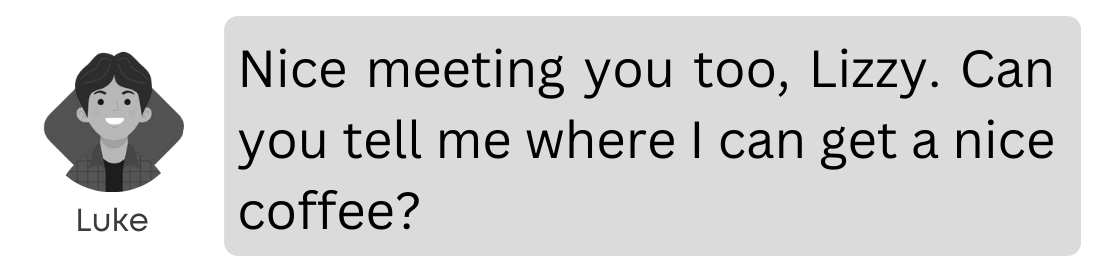 Nice meeting you too, Lizzy. Can
you tell me where I can get a nice
coffee?
Luke